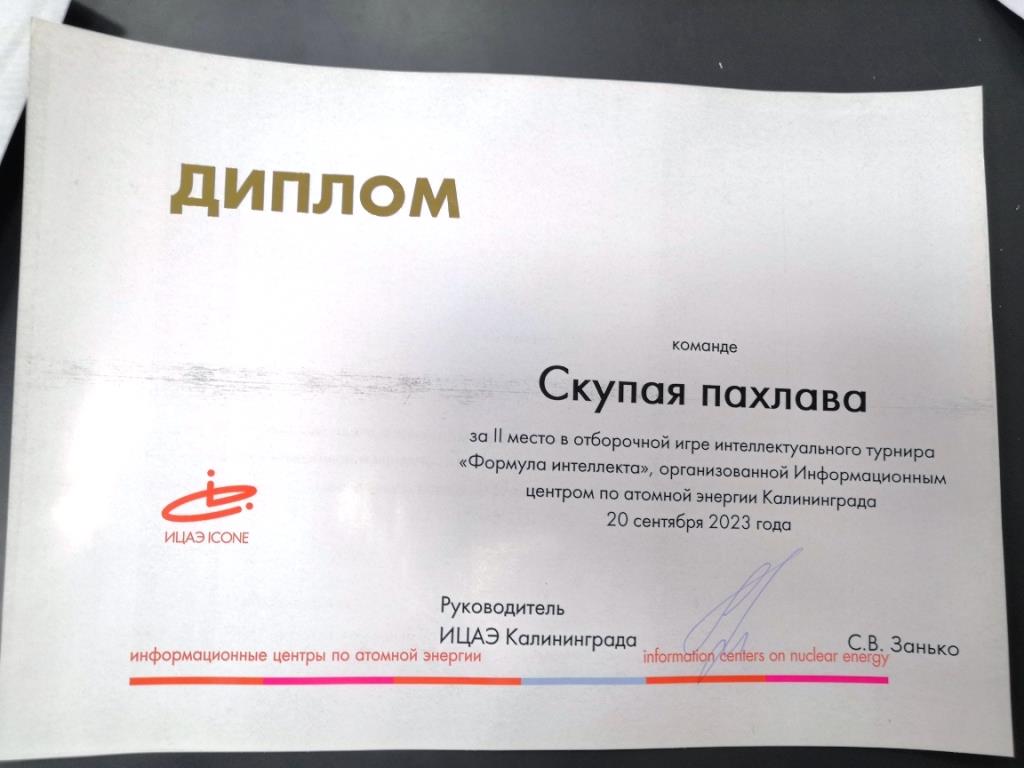 ДИПЛОМ
команде
Скупая пахлава
за II место в отборочной игре интеллектуального турнира
«Формула интеллекта», организованной Информационным
центром по атомной энергии Калининграда
20 сентября 2023 года
ИЦАЭ ICONE
Руководитель
ИЦАЭ Калининграда
С.В. Занько
информационные центры по атомной энергии
information centers on nuclear energy